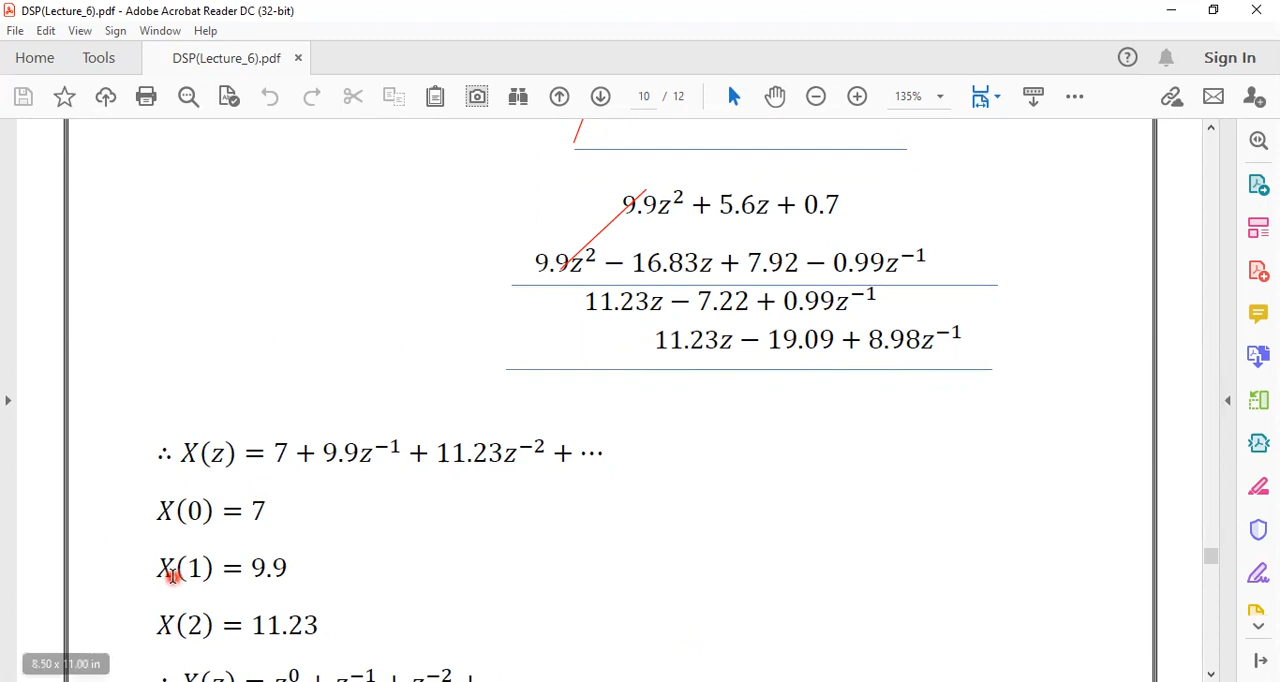 DSP(Lecture_6).pdf - Adobe Acrobat Reader DC (32-bit)
File Edit View Sign Window Help
Home Tools DSP(Lecture_6).pdf × Sign In
10 / 12 135%
9.9z² + 5.6z + 0.7
9.9z² − 16.83z + 7.92 − 0.99z⁻¹
11.23z − 7.22 + 0.99z⁻¹
11.23z − 19.09 + 8.98z⁻¹
∴ X(z) = 7 + 9.9z⁻¹ + 11.23z⁻² + ⋯
X(0) = 7
X(1) = 9.9
X(2) = 11.23
8.50 x 11.00 in
∴ X(z) = z⁰ + z⁻¹ + z⁻² +